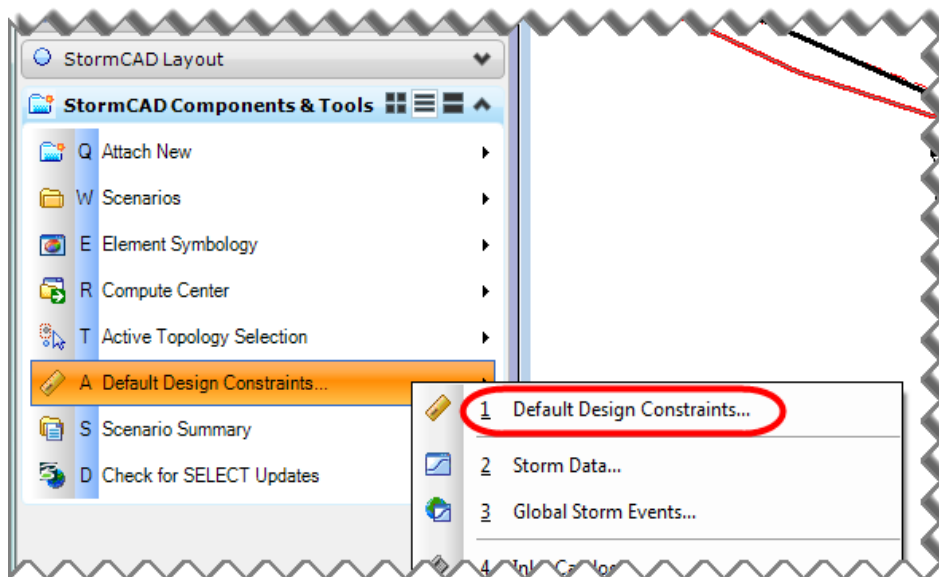 StormCAD Layout
StormCAD Components & Tools
Q Attach New
W Scenarios
E Element Symbology
R Compute Center
T Active Topology Selection
A Default Design Constraints...
S Scenario Summary
D Check for SELECT Updates
1 Default Design Constraints...
2 Storm Data...
3 Global Storm Events...
4